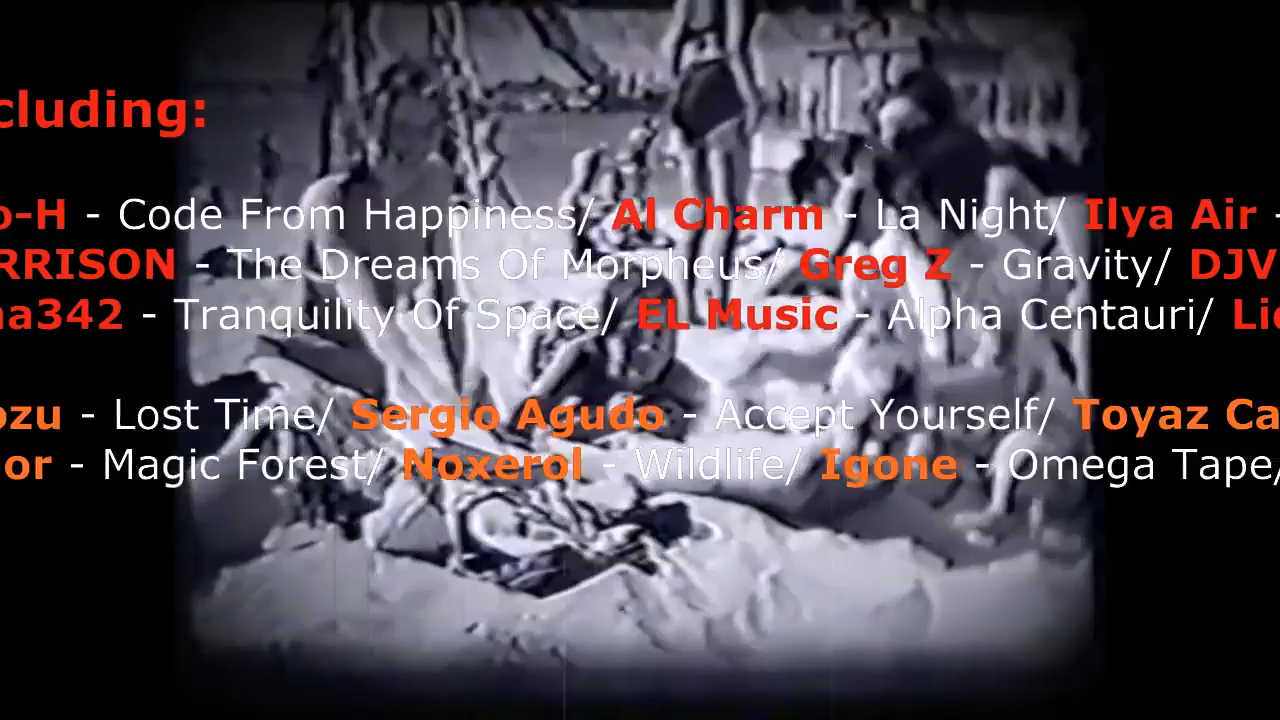 cluding:
o-H - Code From Happiness/ Al Charm - La Night/ Ilya Air -
RRISON - The Dreams Of Morpheus/ Greg Z - Gravity/ DJV
na342 - Tranquility Of Space/ EL Music - Alpha Centauri/ Lic
ozu - Lost Time/ Sergio Agudo - Accept Yourself/ Toyaz Ca
or - Magic Forest/ Noxerol - Wildlife/ Igone - Omega Tape/